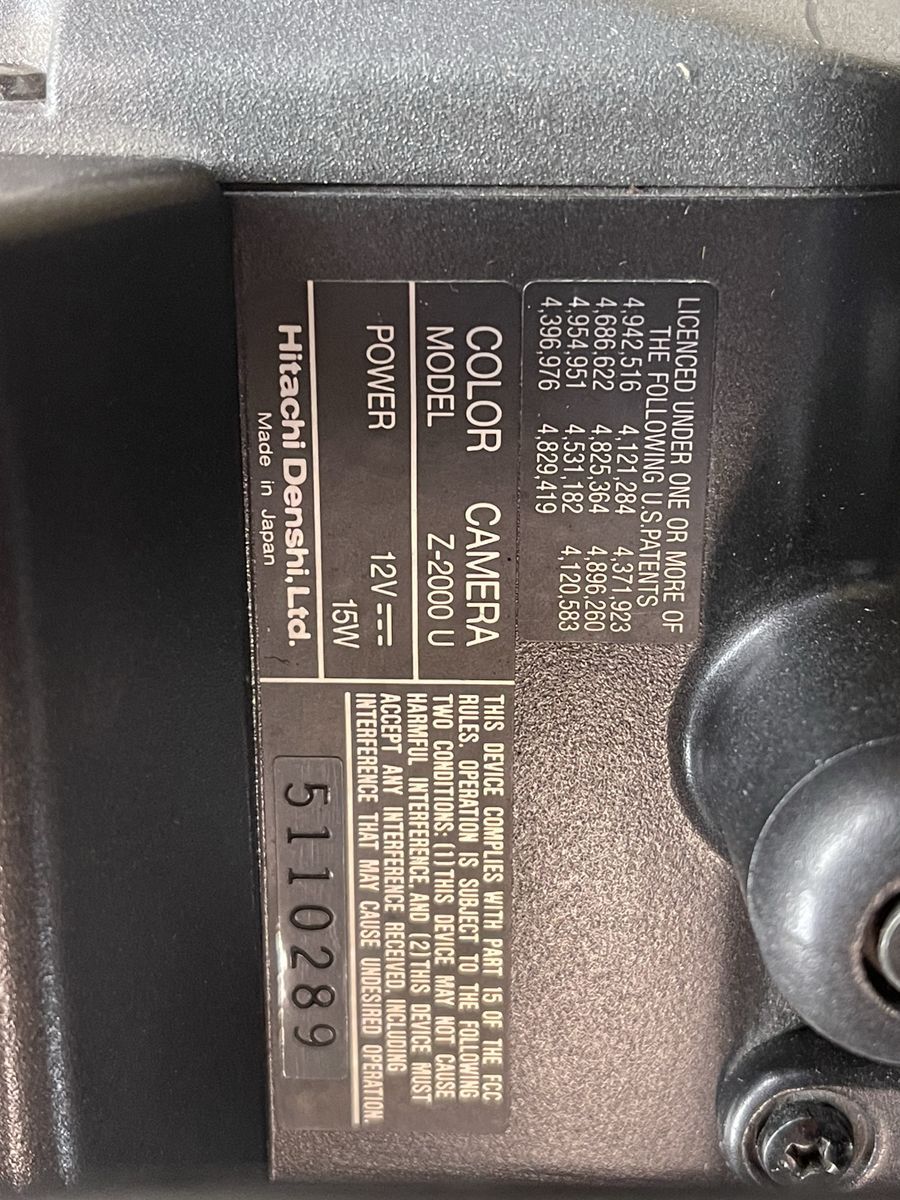 LICENCED UNDER ONE OR MORE OF
THE FOLLOWING U.S.PATENTS
4,942,516 4,121,284 4,371,923
4,686,622 4,825,364 4,896,260
4,954,951 4,531,182 4,120,583
4,396,976 4,829,419
COLOR CAMERA
MODEL Z-2000 U
POWER 12V⎓
15W
Hitachi Denshi, Ltd.
Made in Japan
THIS DEVICE COMPLIES WITH PART 15 OF THE FCC
RULES. OPERATION IS SUBJECT TO THE FOLLOWING
TWO CONDITIONS: (1)THIS DEVICE MAY NOT CAUSE
HARMFUL INTERFERENCE, AND (2)THIS DEVICE MUST
ACCEPT ANY INTERFERENCE RECEIVED, INCLUDING
INTERFERENCE THAT MAY CAUSE UNDESIRED OPERATION.
5110289